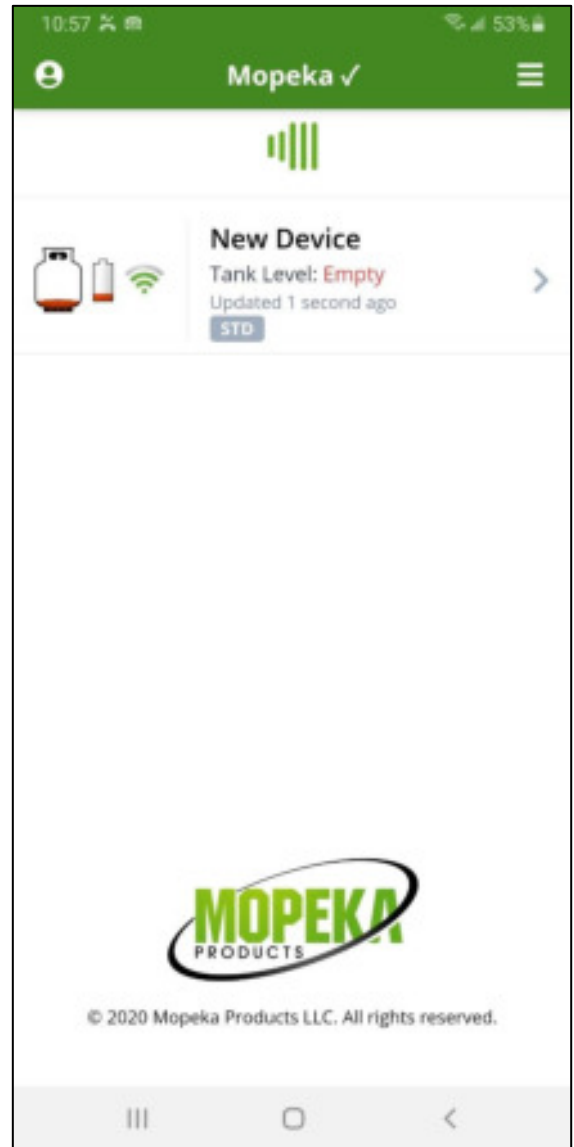 10:57 53%
Mopeka ✓
New Device
Tank Level: Empty
Updated 1 second ago
STD
MOPEKA
PRODUCTS
© 2020 Mopeka Products LLC. All rights reserved.